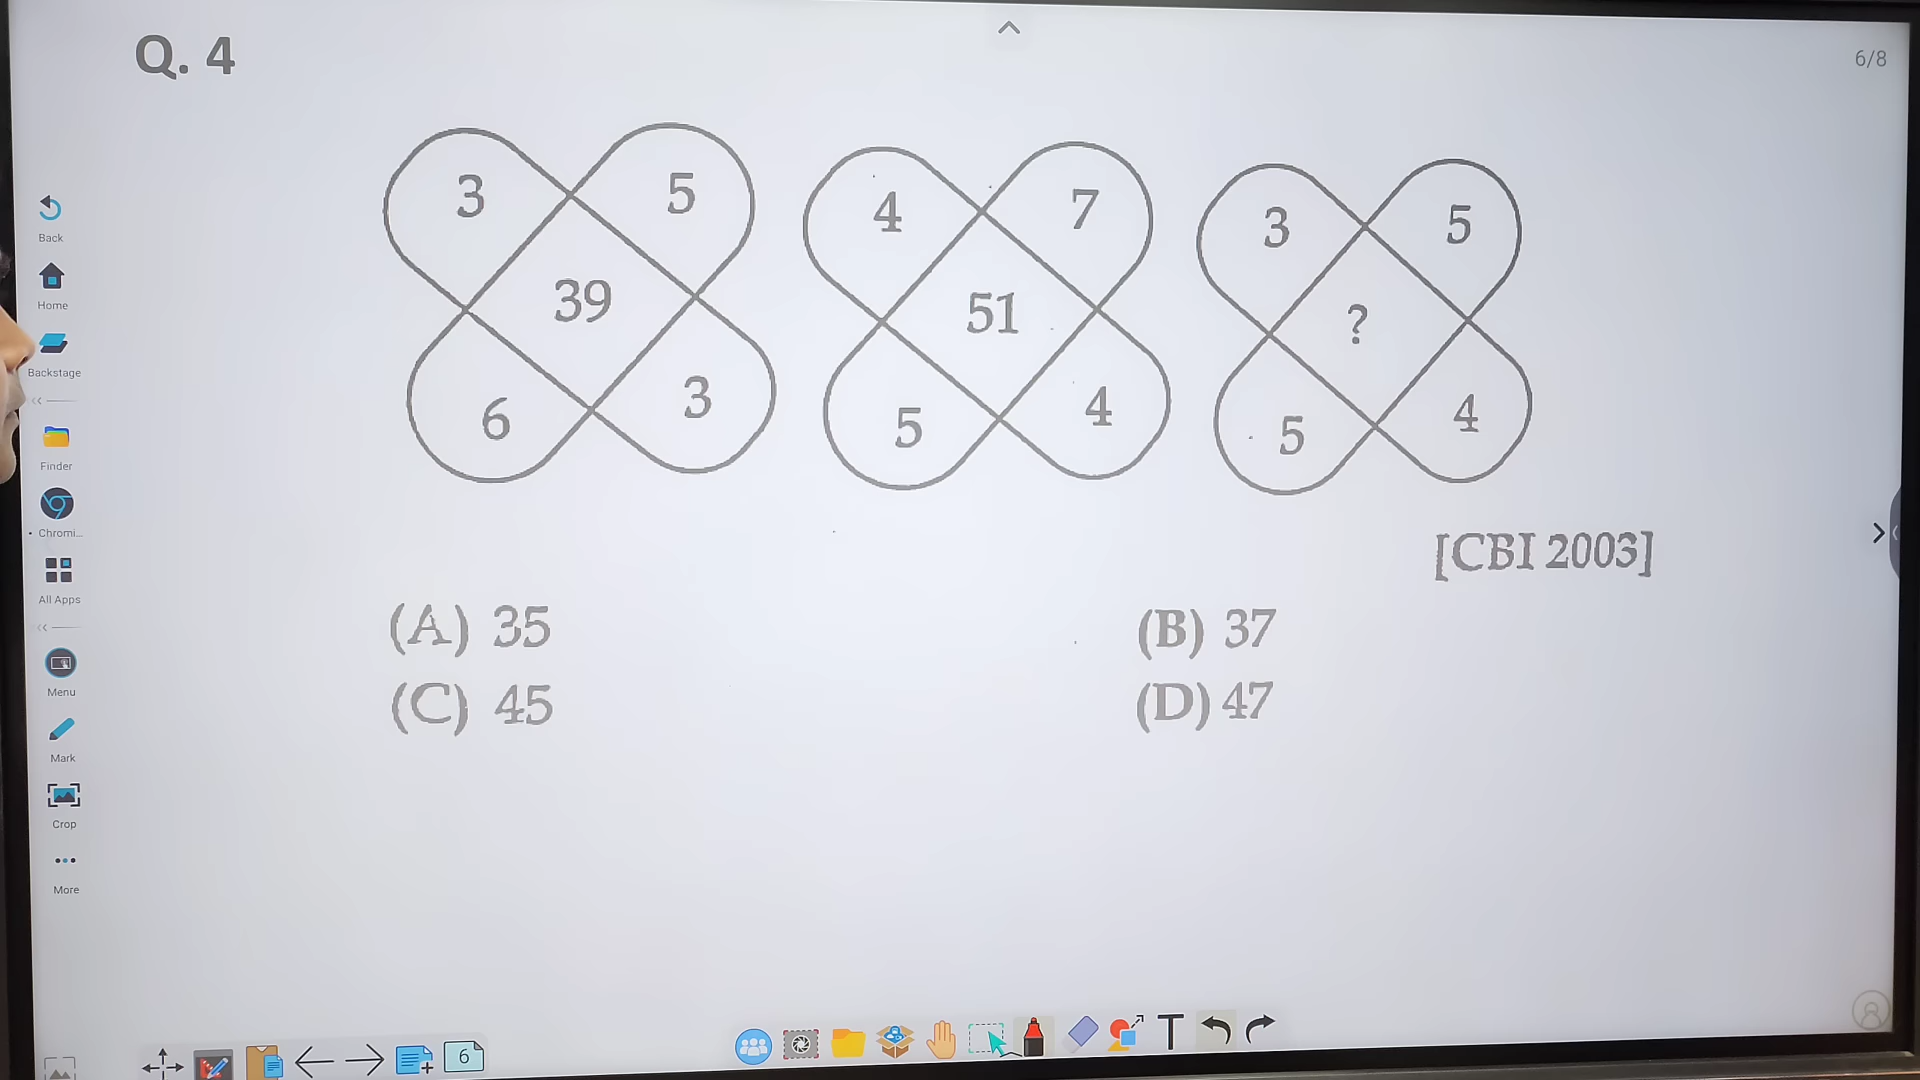 Q. 4
6/8
3 5 4 7 3 5
39 51 ?
6 3 5 4 5 4
[CBI 2003]
(A) 35 (B) 37
(C) 45 (D) 47
Back
Home
Backstage
Finder
Chromi...
All Apps
Menu
Mark
Crop
More
6
T